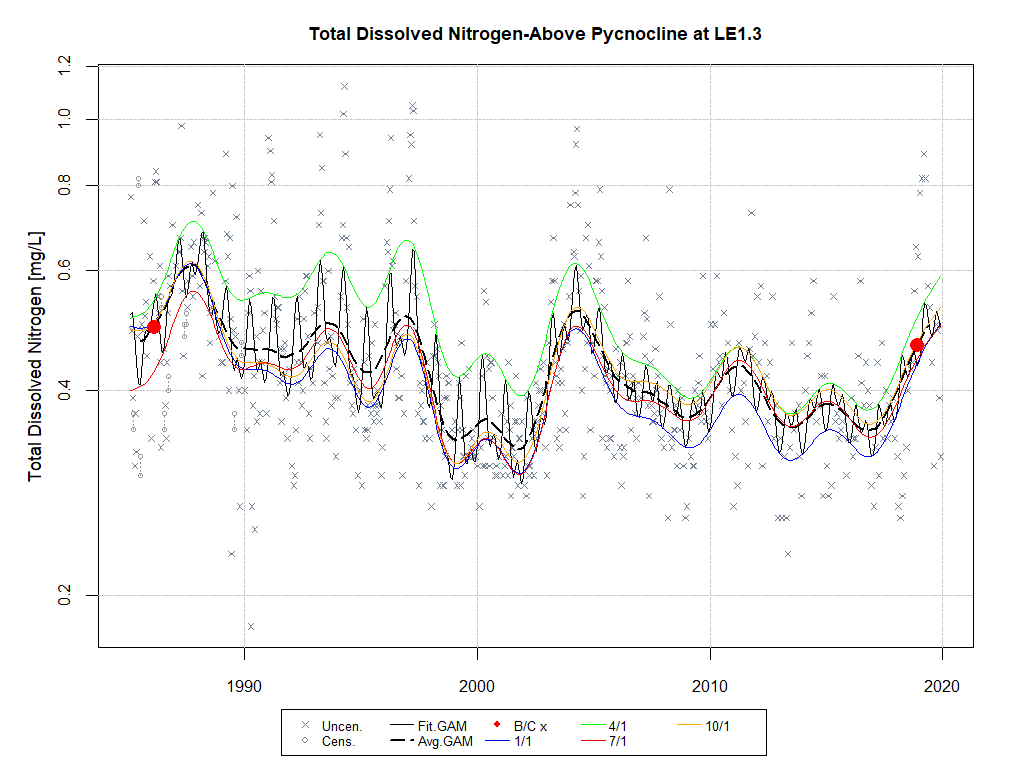 Total Dissolved Nitrogen-Above Pycnocline at LE1.3
Total Dissolved Nitrogen [mg/L]
1.2
1.0
0.8
0.6
0.4
0.2
1990 2000 2010 2020
Uncen. Fit.GAM B/C x 4/1 10/1
Cens. Avg.GAM 1/1 7/1